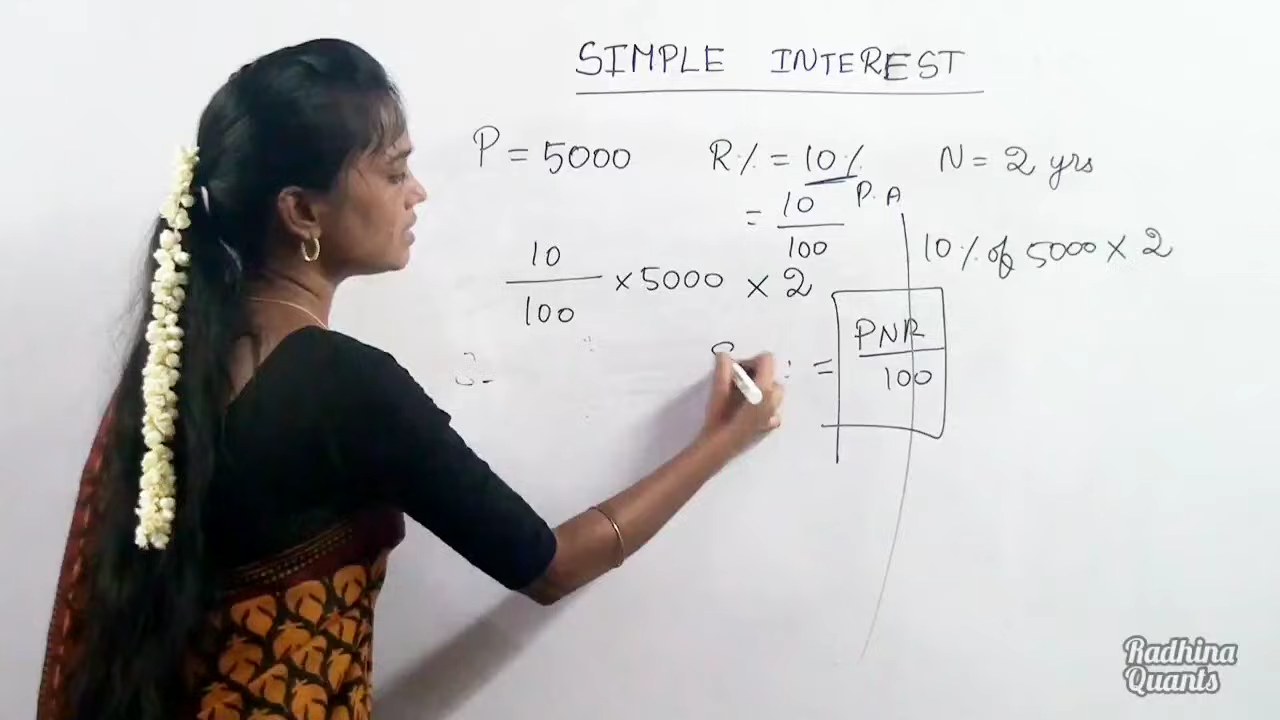 SIMPLE INTEREST
P = 5000 R% = 10% P.A N = 2 yrs
= 10/100
10/100 × 5000 × 2
10% of 5000 × 2
= PNR/100
Radhina
Quants